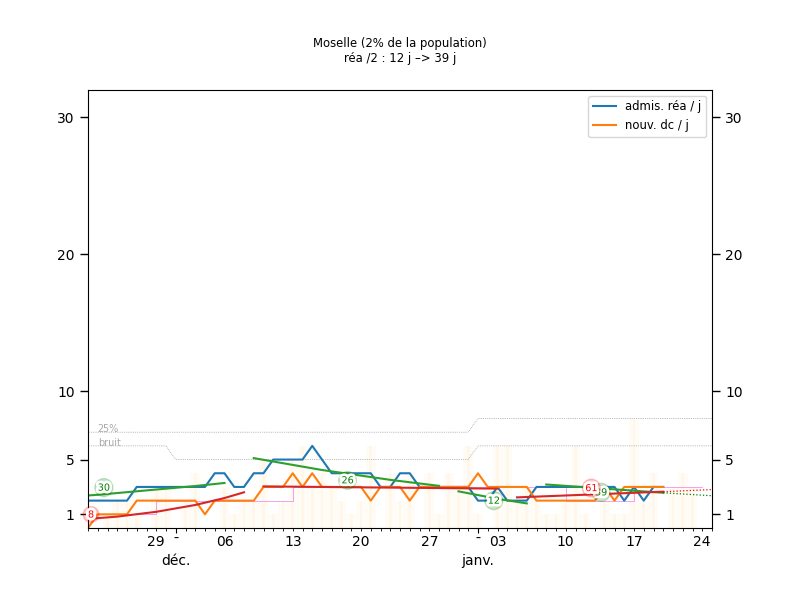 Moselle (2% de la population)
réa /2 : 12 j –> 39 j
admis. réa / j
nouv. dc / j
30
30
20
20
10
10
25%
bruit
5
5
30
26
61
12
8
1
1
29 - 06 13 20 27 - 03 10 17 24
déc. janv.